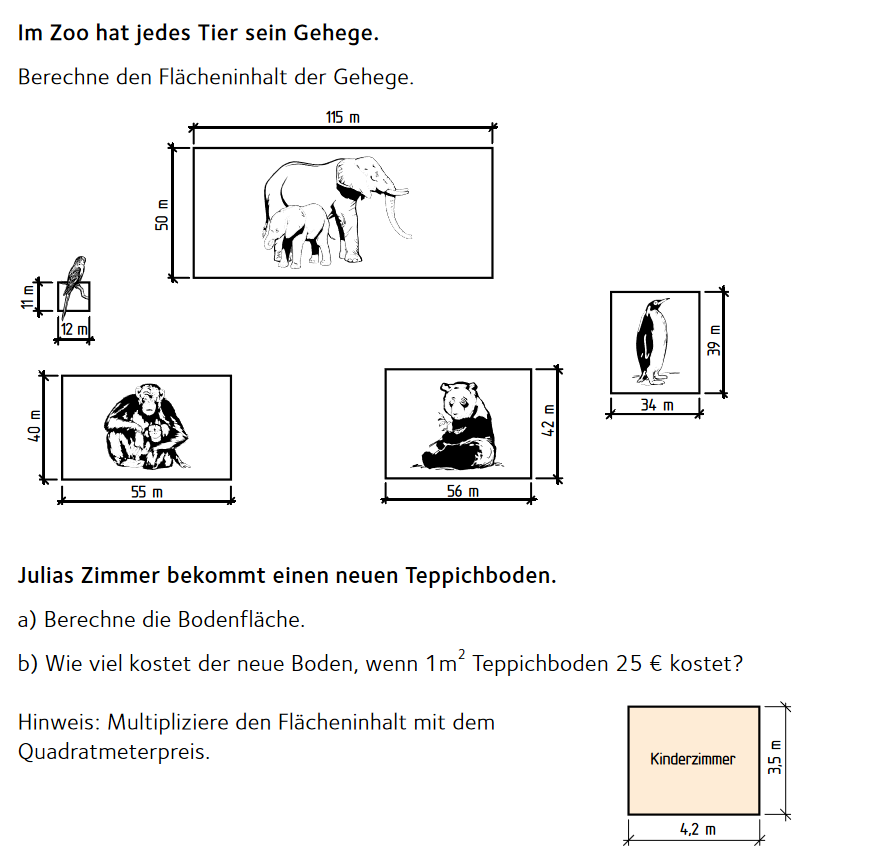 Im Zoo hat jedes Tier sein Gehege.
Berechne den Flächeninhalt der Gehege.
115 m
50 m
11 m
12 m
39 m
34 m
40 m
55 m
42 m
56 m
Julias Zimmer bekommt einen neuen Teppichboden.
a) Berechne die Bodenfläche.
b) Wie viel kostet der neue Boden, wenn 1 m² Teppichboden 25 € kostet?
Hinweis: Multipliziere den Flächeninhalt mit dem
Quadratmeterpreis.
Kinderzimmer
3,5 m
4,2 m